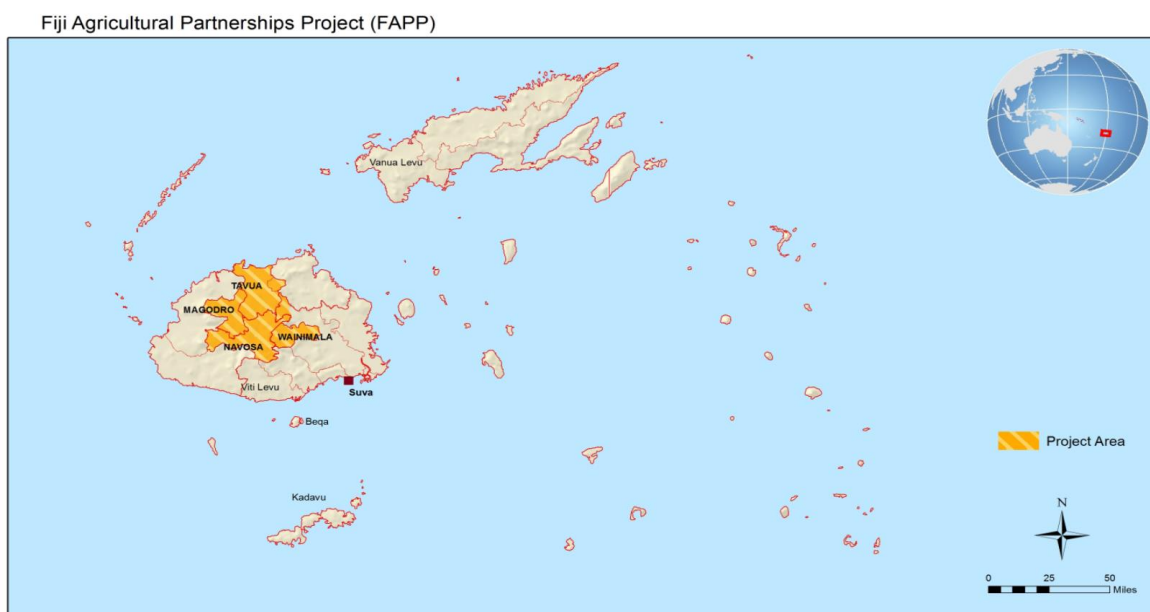 Fiji Agricultural Partnerships Project (FAPP)
Vanua Levu
TAVUA
MAGODRO
WAINIMALA
NAVOSA
Viti Levu
Suva
Beqa
Project Area
Kadavu
N
0 25 50
Miles